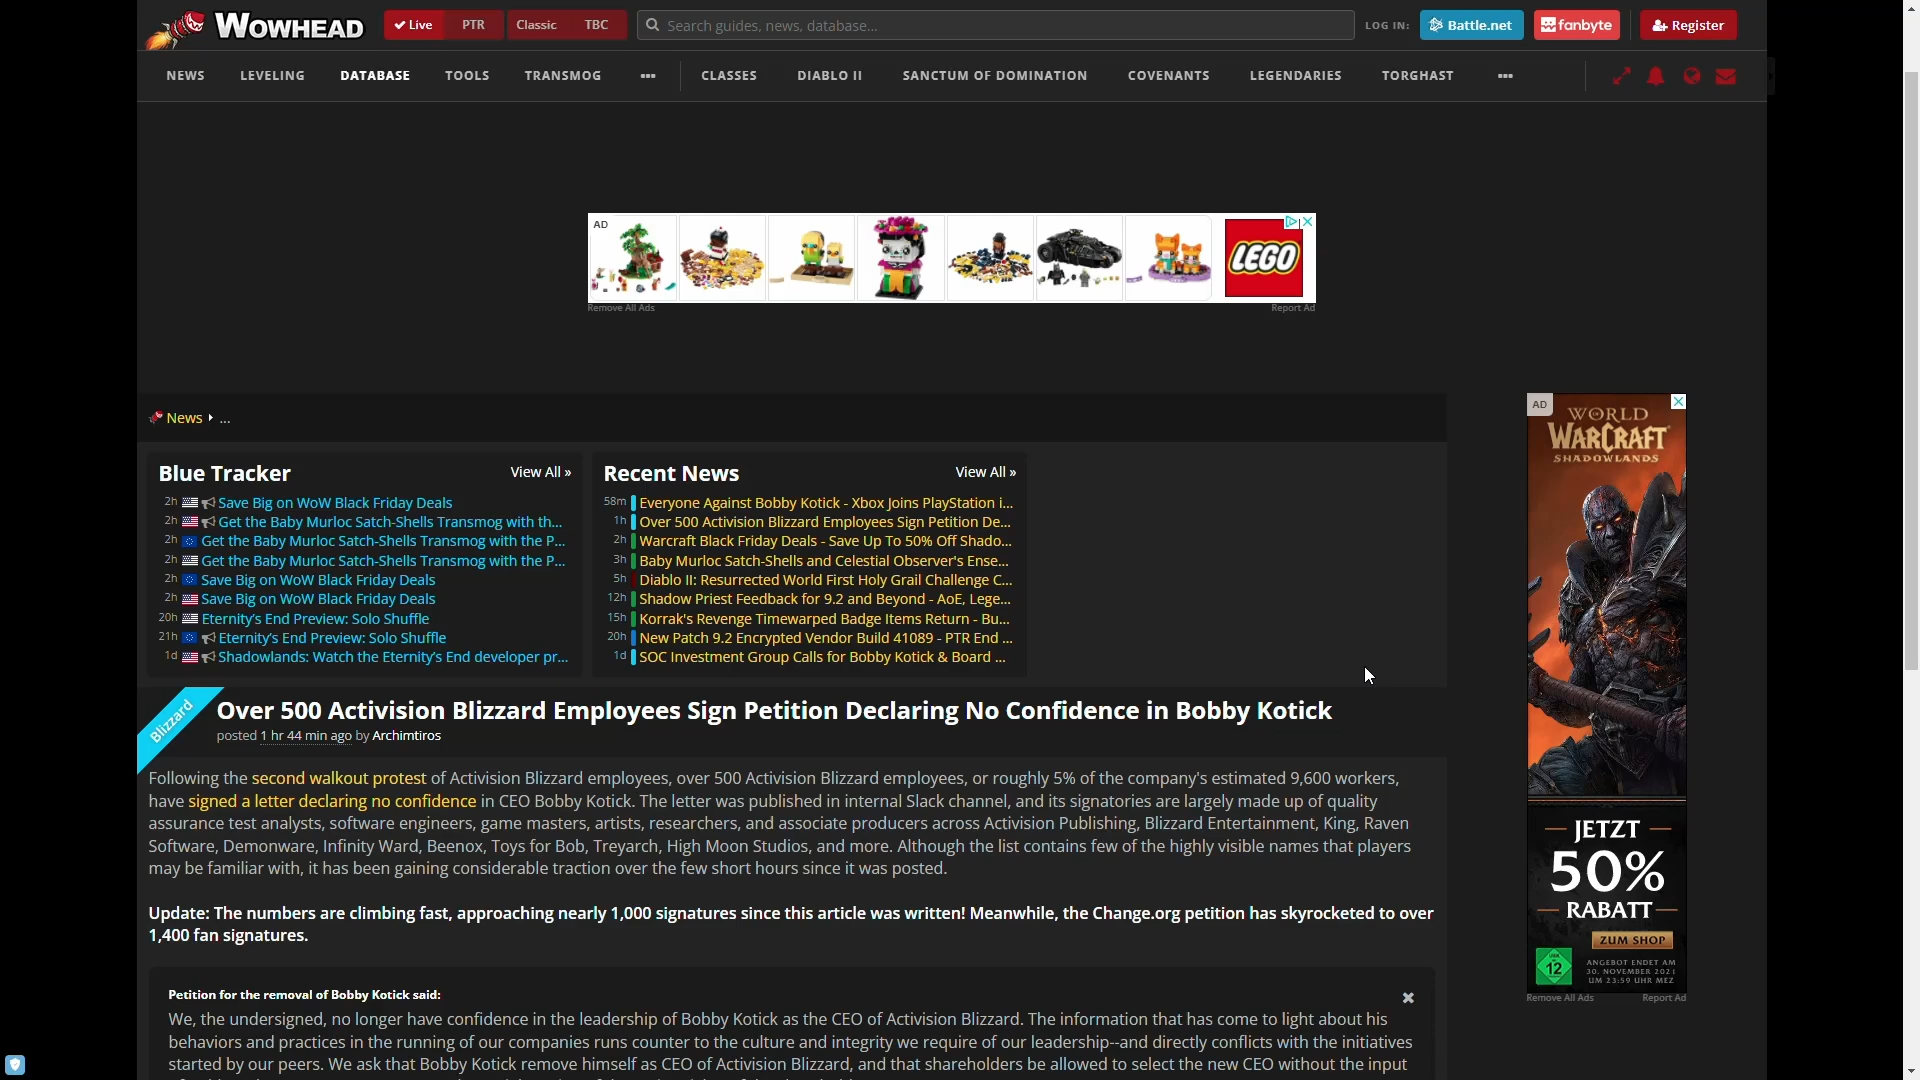 WOWHEAD
Live PTR Classic TBC Search guides, news, database... LOG IN: Battle.net fanbyte Register
NEWS LEVELING DATABASE TOOLS TRANSMOG ••• CLASSES DIABLO II SANCTUM OF DOMINATION COVENANTS LEGENDARIES TORGHAST •••
AD
LEGO
Remove All Ads Report Ad
News ...
Blue Tracker View All »
2h Save Big on WoW Black Friday Deals
2h Get the Baby Murloc Satch-Shells Transmog with th...
2h Get the Baby Murloc Satch-Shells Transmog with the P...
2h Get the Baby Murloc Satch-Shells Transmog with the P...
2h Save Big on WoW Black Friday Deals
2h Save Big on WoW Black Friday Deals
20h Eternity's End Preview: Solo Shuffle
21h Eternity's End Preview: Solo Shuffle
1d Shadowlands: Watch the Eternity's End developer pr...
Recent News View All »
58m Everyone Against Bobby Kotick - Xbox Joins PlayStation i...
1h Over 500 Activision Blizzard Employees Sign Petition De...
2h Warcraft Black Friday Deals - Save Up To 50% Off Shado...
3h Baby Murloc Satch-Shells and Celestial Observer's Ense...
5h Diablo II: Resurrected World First Holy Grail Challenge C...
12h Shadow Priest Feedback for 9.2 and Beyond - AoE, Lege...
15h Korrak's Revenge Timewarped Badge Items Return - Bu...
20h New Patch 9.2 Encrypted Vendor Build 41089 - PTR End ...
1d SOC Investment Group Calls for Bobby Kotick & Board ...
Blizzard
Over 500 Activision Blizzard Employees Sign Petition Declaring No Confidence in Bobby Kotick
posted 1 hr 44 min ago by Archimtiros
Following the second walkout protest of Activision Blizzard employees, over 500 Activision Blizzard employees, or roughly 5% of the company's estimated 9,600 workers,
have signed a letter declaring no confidence in CEO Bobby Kotick. The letter was published in internal Slack channel, and its signatories are largely made up of quality
assurance test analysts, software engineers, game masters, artists, researchers, and associate producers across Activision Publishing, Blizzard Entertainment, King, Raven
Software, Demonware, Infinity Ward, Beenox, Toys for Bob, Treyarch, High Moon Studios, and more. Although the list contains few of the highly visible names that players
may be familiar with, it has been gaining considerable traction over the few short hours since it was posted.
Update: The numbers are climbing fast, approaching nearly 1,000 signatures since this article was written! Meanwhile, the Change.org petition has skyrocketed to over
1,400 fan signatures.
Petition for the removal of Bobby Kotick said:
We, the undersigned, no longer have confidence in the leadership of Bobby Kotick as the CEO of Activision Blizzard. The information that has come to light about his
behaviors and practices in the running of our companies runs counter to the culture and integrity we require of our leadership--and directly conflicts with the initiatives
started by our peers. We ask that Bobby Kotick remove himself as CEO of Activision Blizzard, and that shareholders be allowed to select the new CEO without the input
AD
WORLD
OF
WARCRAFT
SHADOWLANDS
JETZT
50%
RABATT
ZUM SHOP
12
ANGEBOT ENDET AM
30. NOVEMBER 2021
UM 23:59 UHR MEZ
Remove All Ads Report Ad